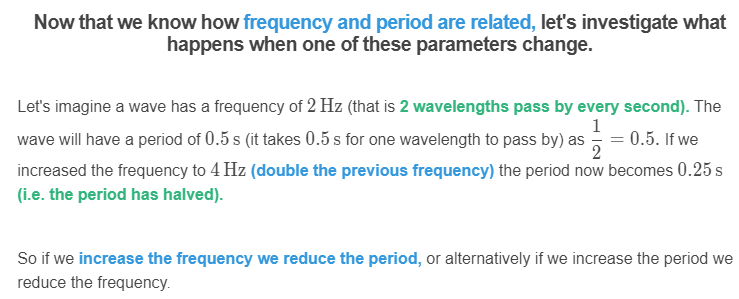 Now that we know how frequency and period are related, let's investigate what
happens when one of these parameters change.
Let's imagine a wave has a frequency of 2 Hz (that is 2 wavelengths pass by every second). The
wave will have a period of 0.5 s (it takes 0.5 s for one wavelength to pass by) as 1/2 = 0.5. If we
increased the frequency to 4 Hz (double the previous frequency) the period now becomes 0.25 s
(i.e. the period has halved).
So if we increase the frequency we reduce the period, or alternatively if we increase the period we
reduce the frequency.